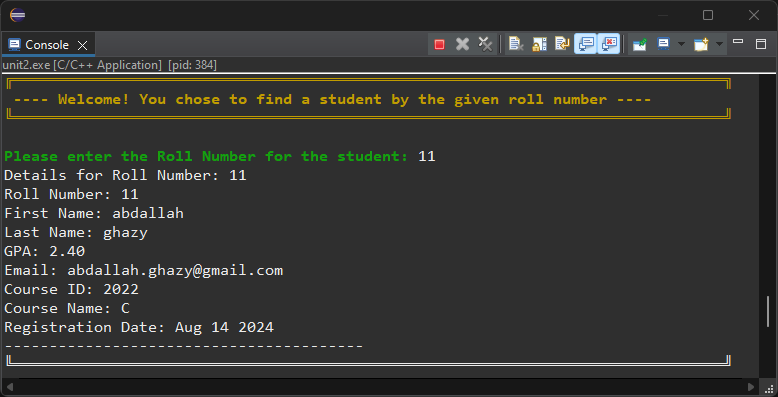 Console
unit2.exe [C/C++ Application] [pid: 384]
---- Welcome! You chose to find a student by the given roll number ----
Please enter the Roll Number for the student: 11
Details for Roll Number: 11
Roll Number: 11
First Name: abdallah
Last Name: ghazy
GPA: 2.40
Email: abdallah.ghazy@gmail.com
Course ID: 2022
Course Name: C
Registration Date: Aug 14 2024
----------------------------------------